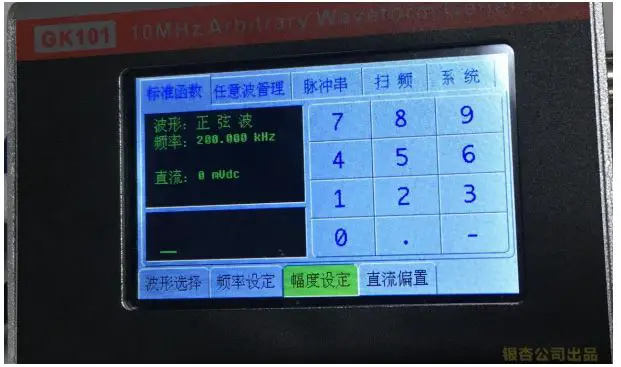 GK101 10MHz Arbitrary Waveform Generator
标准函数 任意波管理 脉冲串 扫 频 系 统
波形: 正 弦 波
频率: 200.000 kHz
直流: 0 mVdc
7 8 9
4 5 6
1 2 3
0 . -
波形选择 频率设定 幅度设定 直流偏置
银杏公司出品